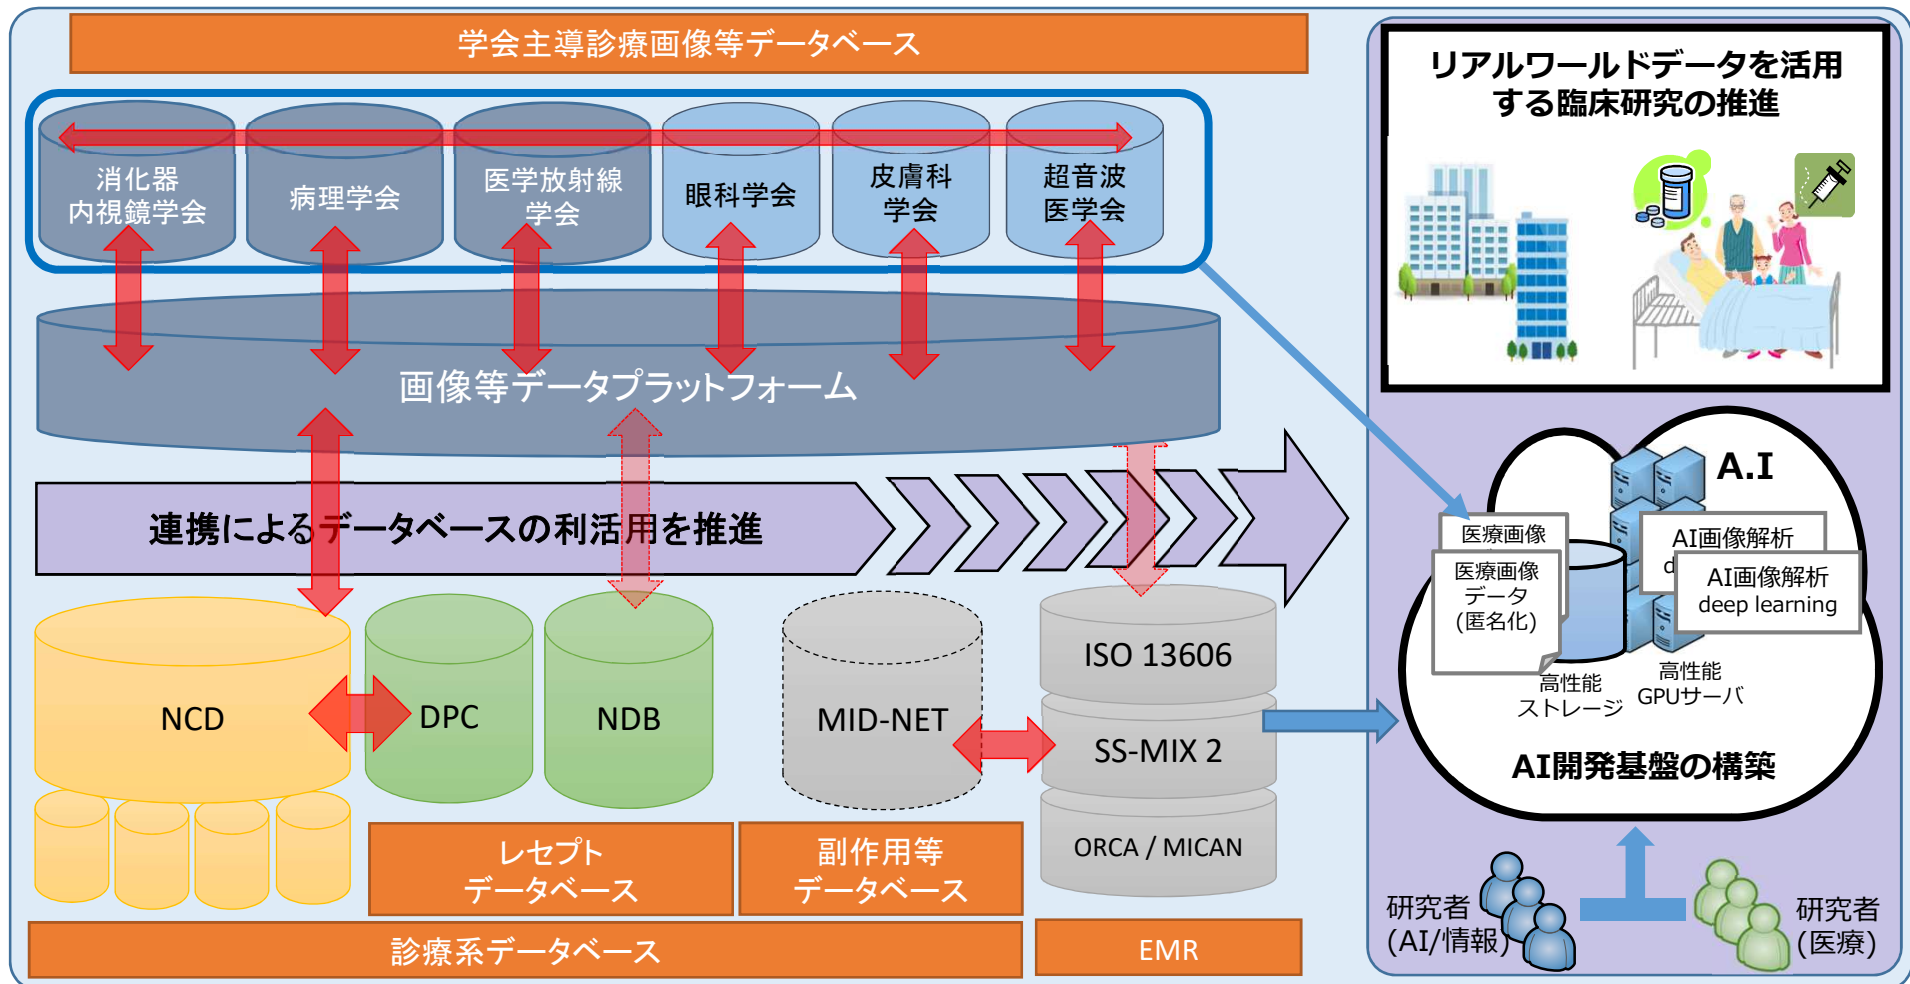 学会主導診療画像等データベース
消化器
内視鏡学会
病理学会
医学放射線
学会
眼科学会
皮膚科
学会
超音波
医学会
画像等データプラットフォーム
連携によるデータベースの利活用を推進
NCD
DPC
NDB
MID-NET
ISO 13606
SS-MIX 2
ORCA / MICAN
レセプト
データベース
副作用等
データベース
診療系データベース
EMR
リアルワールドデータを活用
する臨床研究の推進
A.I
医療画像
医療画像
データ
(匿名化)
AI画像解析
d
AI画像解析
deep learning
高性能
ストレージ
高性能
GPUサーバ
AI開発基盤の構築
研究者
(AI/情報)
研究者
(医療)